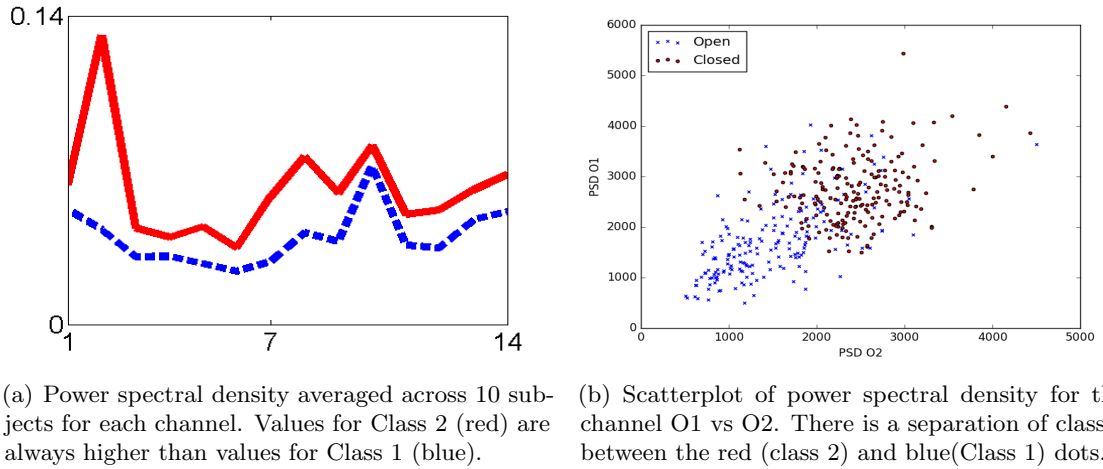 0.14
0
1
7
14
6000
5000
4000
3000
2000
1000
0
Open
Closed
PSD O1
0
1000
2000
3000
4000
5000
PSD O2
(a) Power spectral density averaged across 10 sub-
jects for each channel. Values for Class 2 (red) are
always higher than values for Class 1 (blue).
(b) Scatterplot of power spectral density for
channel O1 vs O2. There is a separation of
between the red (class 2) and blue(Class 1) dots.